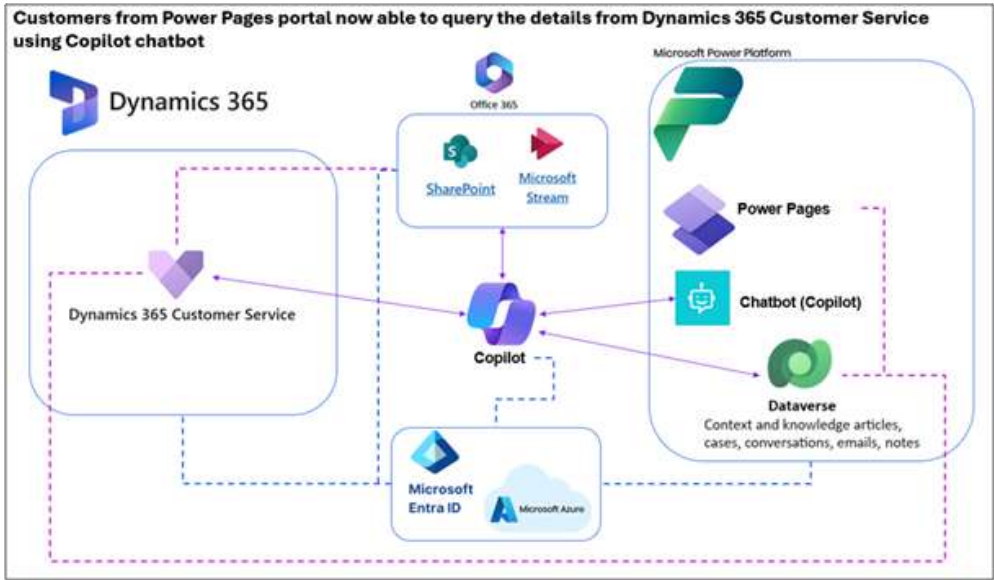 Customers from Power Pages portal now able to query the details from Dynamics 365 Customer Service
using Copilot chatbot
Microsoft Power Platform
Dynamics 365
Office 365
SharePoint
Microsoft
Stream
Power Pages
Chatbot (Copilot)
Dynamics 365 Customer Service
Copilot
Dataverse
Context and knowledge articles,
cases, conversations, emails, notes
Microsoft
Entra ID
Microsoft Azure